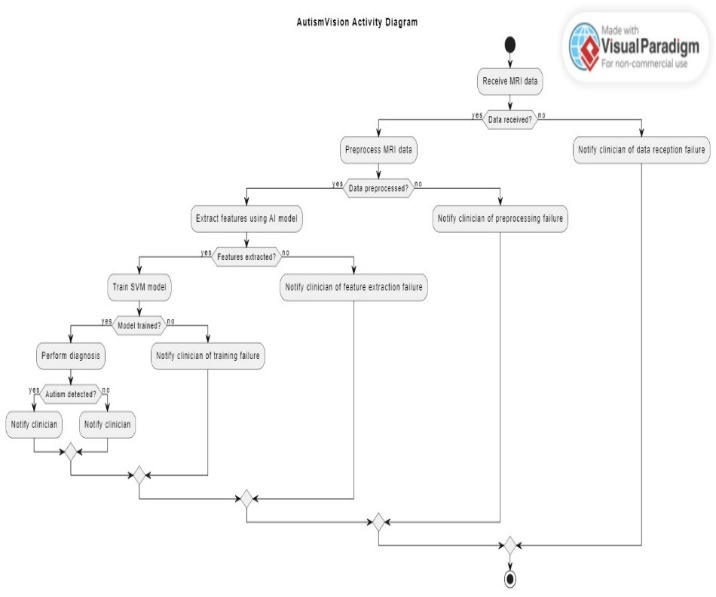 AutismVision Activity Diagram
Made with
Visual Paradigm
For non-commercial use
Receive MRI data
yes
Data received?
no
Preprocess MRI data
Notify clinician of data reception failure
yes
Data preprocessed?
no
Extract features using AI model
Notify clinician of preprocessing failure
yes
Features extracted?
no
Train SVM model
Notify clinician of feature extraction failure
yes
Model trained?
no
Perform diagnosis
Notify clinician of training failure
yes
Autism detected?
no
Notify clinician
Notify clinician